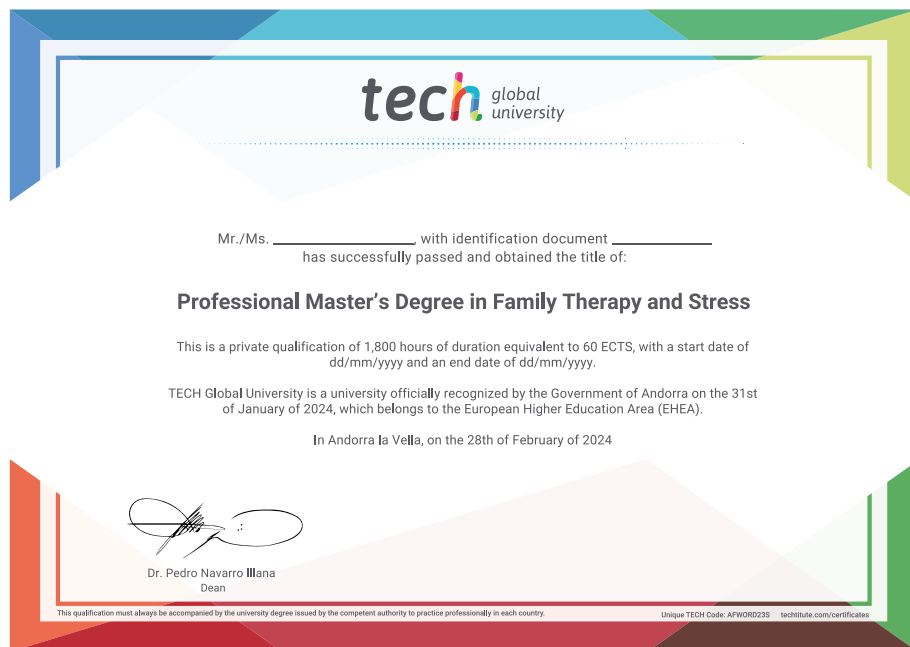 tech global
university
Mr./Ms. ____________, with identification document ____________
has successfully passed and obtained the title of:
Professional Master's Degree in Family Therapy and Stress
This is a private qualification of 1,800 hours of duration equivalent to 60 ECTS, with a start date of
dd/mm/yyyy and an end date of dd/mm/yyyy.
TECH Global University is a university officially recognized by the Government of Andorra on the 31st
of January of 2024, which belongs to the European Higher Education Area (EHEA).
In Andorra la Vella, on the 28th of February of 2024
Dr. Pedro Navarro Illana
Dean
This qualification must always be accompanied by the university degree issued by the competent authority to practice professionally in each country.
Unique TECH Code: AFWORD23S techtitute.com/certificates